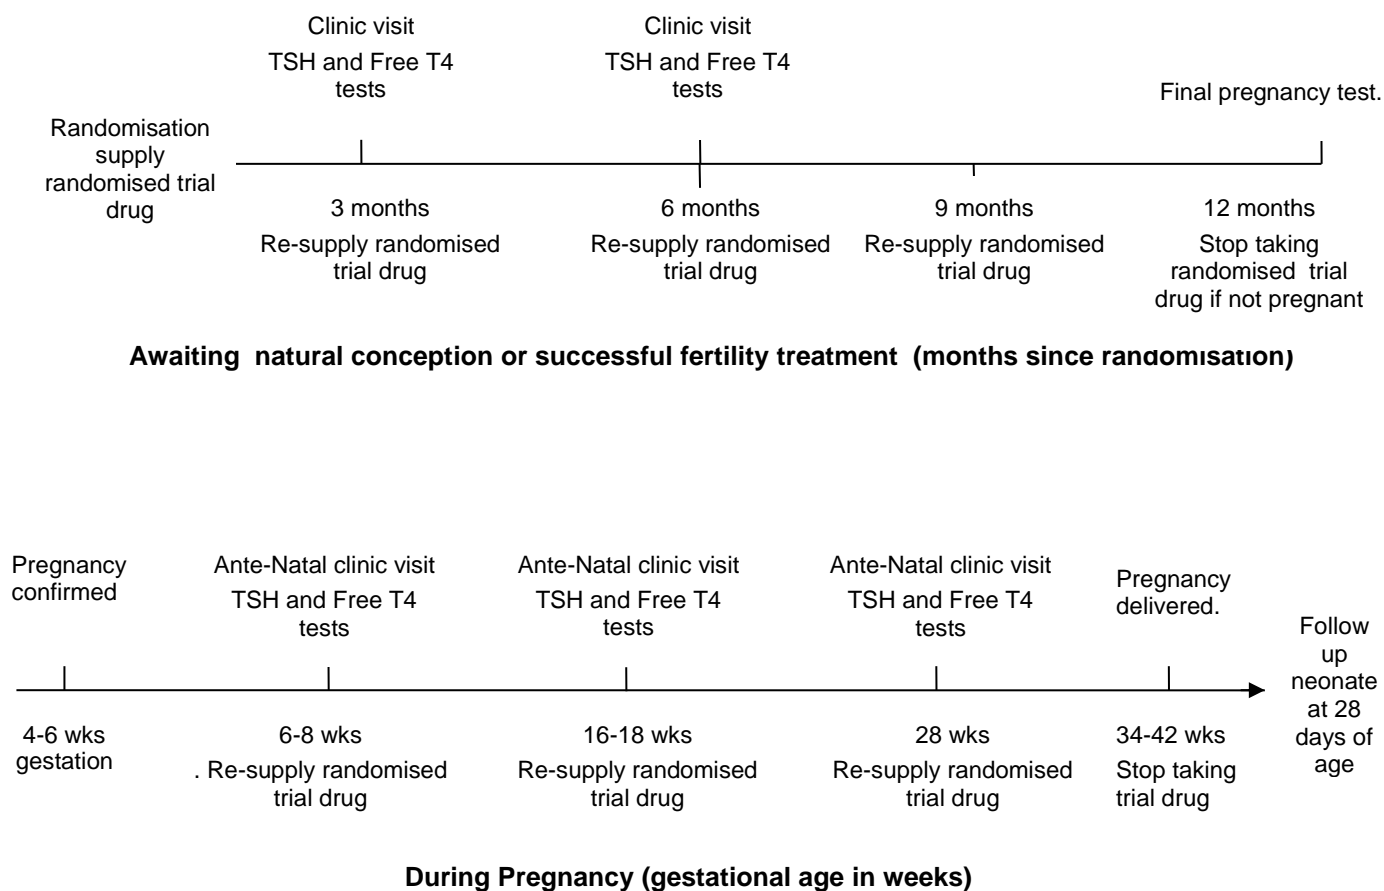 Clinic visit
TSH and Free T4
tests
Clinic visit
TSH and Free T4
tests
Final pregnancy test.
Randomisation
supply
randomised trial
drug
3 months
Re-supply randomised
trial drug
6 months
Re-supply randomised
trial drug
9 months
Re-supply randomised
trial drug
12 months
Stop taking
randomised trial
drug if not pregnant
Awaiting natural conception or successful fertility treatment (months since randomisation)
Pregnancy
confirmed
Ante-Natal clinic visit
TSH and Free T4
tests
Ante-Natal clinic visit
TSH and Free T4
tests
Ante-Natal clinic visit
TSH and Free T4
tests
Pregnancy
delivered.
Follow
up
neonate
at 28
days of
age
4-6 wks
gestation
6-8 wks
. Re-supply randomised
trial drug
16-18 wks
Re-supply randomised
trial drug
28 wks
Re-supply randomised
trial drug
34-42 wks
Stop taking
trial drug
During Pregnancy (gestational age in weeks)